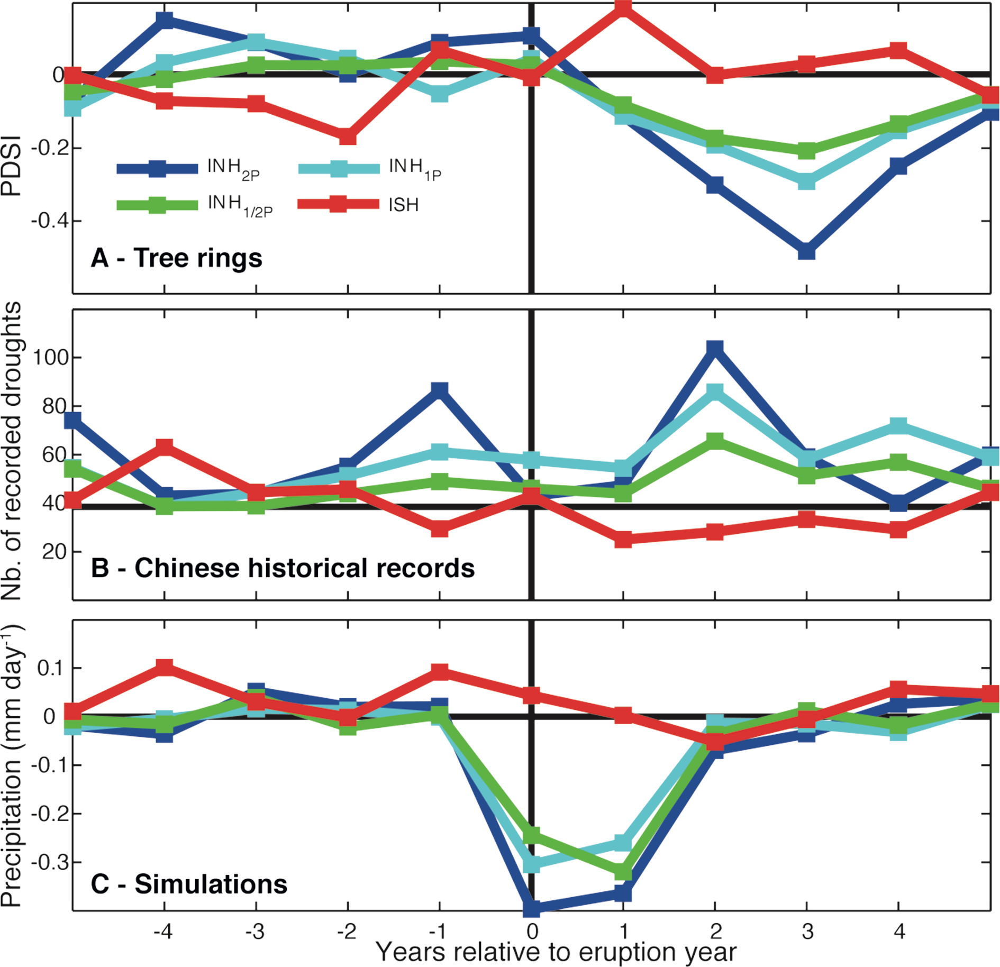 0
-0.2
-0.4
PDSI
INH2P
INH1P
INH1/2P
ISH
A - Tree rings
100
80
60
40
20
Nb. of recorded droughts
B - Chinese historical records
0.1
0
-0.1
-0.2
-0.3
Precipitation (mm day-1)
C - Simulations
-4 -3 -2 -1 0 1 2 3 4
Years relative to eruption year